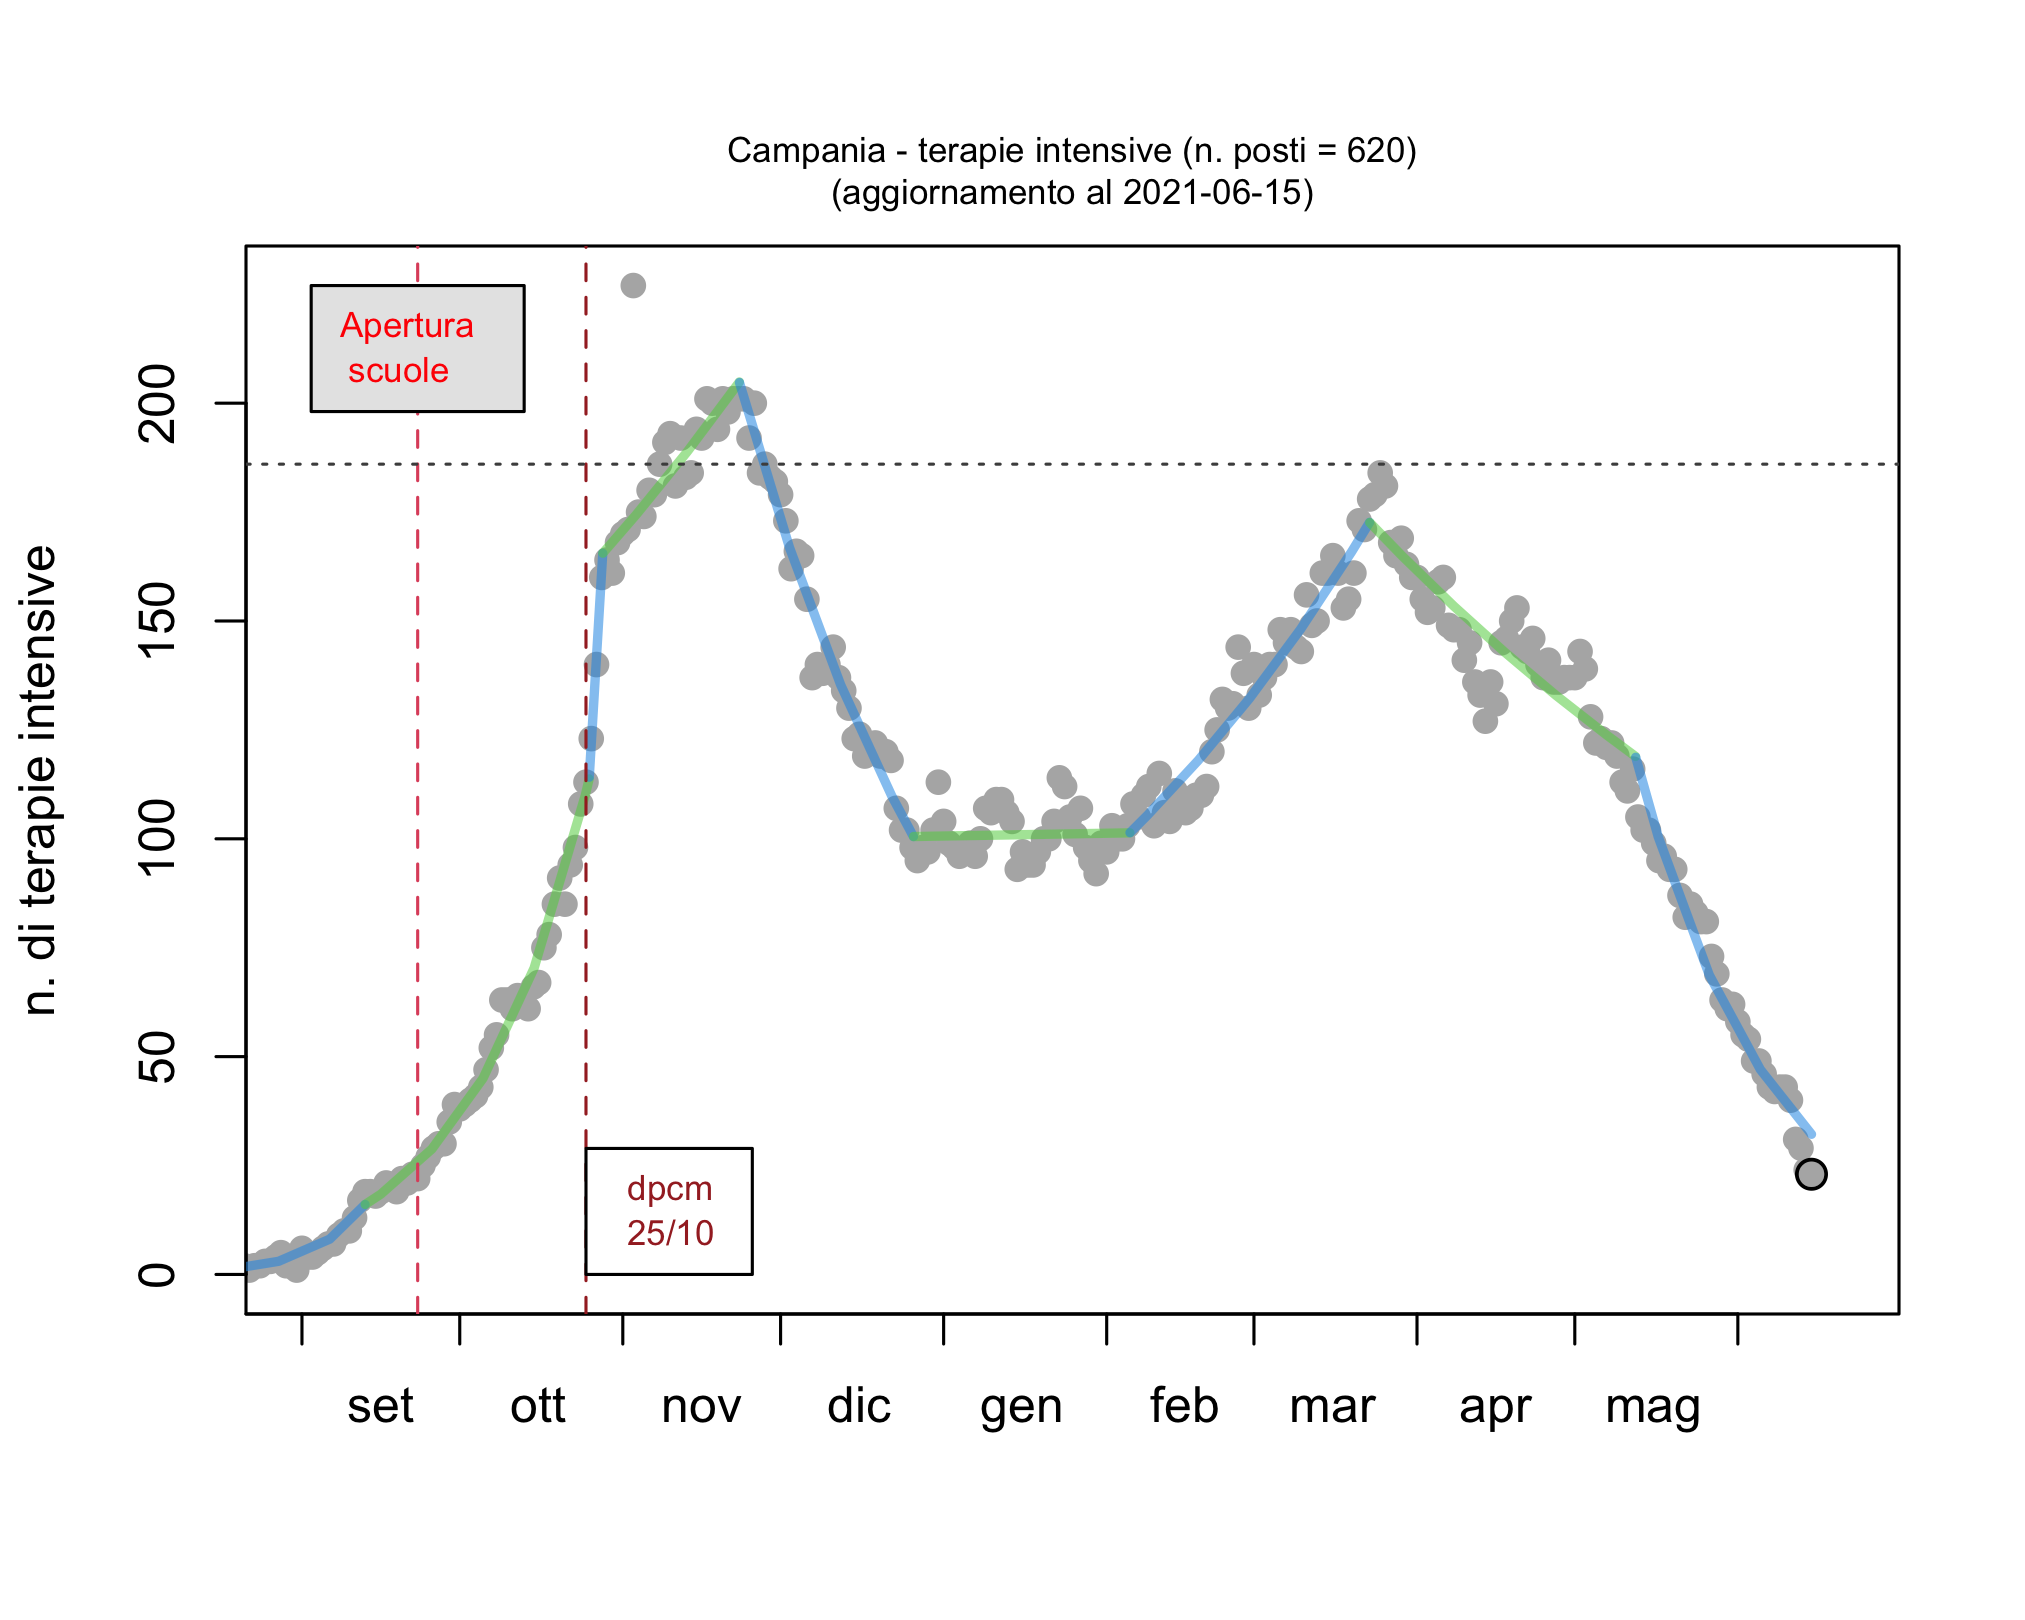 Campania - terapie intensive (n. posti = 620)
(aggiornamento al 2021-06-15)
Apertura
scuole
dpcm
25/10
n. di terapie intensive
200
150
100
50
0
set ott nov dic gen feb mar apr mag